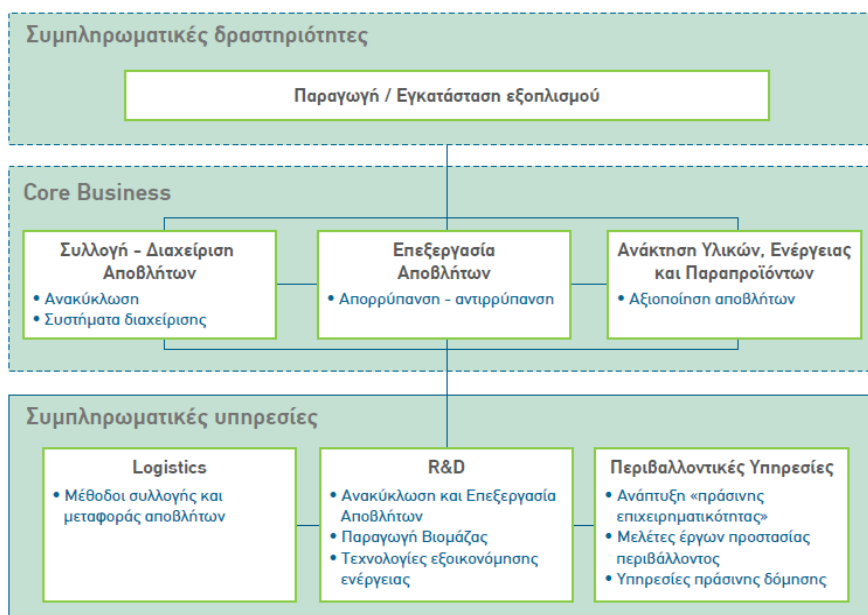 Συμπληρωματικές δραστηριότητες
Παραγωγή / Εγκατάσταση εξοπλισμού
Core Business
Συλλογή - Διαχείριση
Αποβλήτων
• Ανακύκλωση
• Συστήματα διαχείρισης
Επεξεργασία
Αποβλήτων
• Απορρύπανση - αντιρρύπανση
Ανάκτηση Υλικών, Ενέργειας
και Παραπροϊόντων
• Αξιοποίηση αποβλήτων
Συμπληρωματικές υπηρεσίες
Logistics
• Μέθοδοι συλλογής και
μεταφοράς αποβλήτων
R&D
• Ανακύκλωση και Επεξεργασία
Αποβλήτων
• Παραγωγή Βιομάζας
• Τεχνολογίες εξοικονόμησης
ενέργειας
Περιβαλλοντικές Υπηρεσίες
• Ανάπτυξη «πράσινης
επιχειρηματικότητας»
• Μελέτες έργων προστασίας
περιβάλλοντος
• Υπηρεσίες πράσινης δόμησης